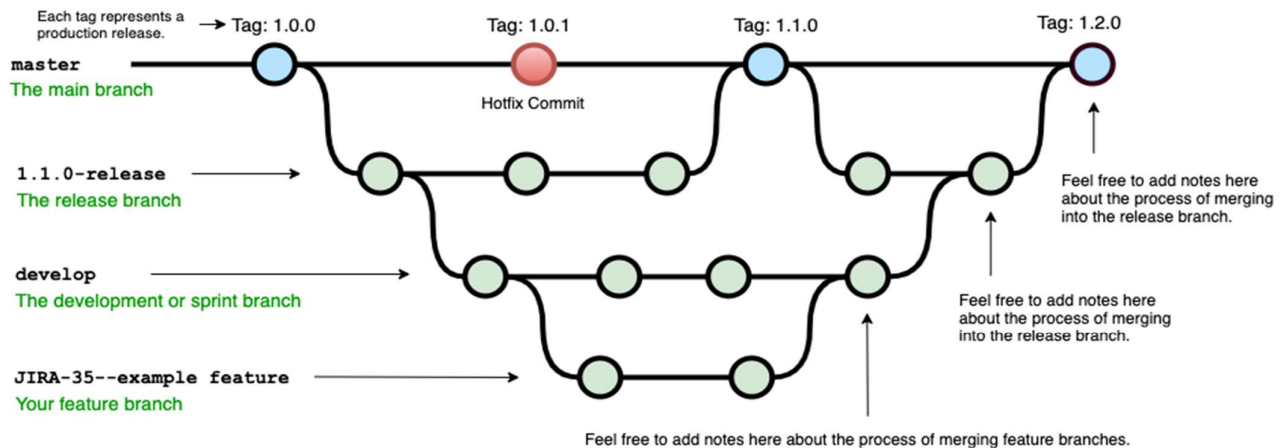 Each tag represents a
production release.
Tag: 1.0.0
Tag: 1.0.1
Tag: 1.1.0
Tag: 1.2.0
master
The main branch
Hotfix Commit
1.1.0-release
The release branch
Feel free to add notes here
about the process of merging
into the release branch.
develop
The development or sprint branch
Feel free to add notes here
about the process of merging
into the release branch.
JIRA-35--example feature
Your feature branch
Feel free to add notes here about the process of merging feature branches.